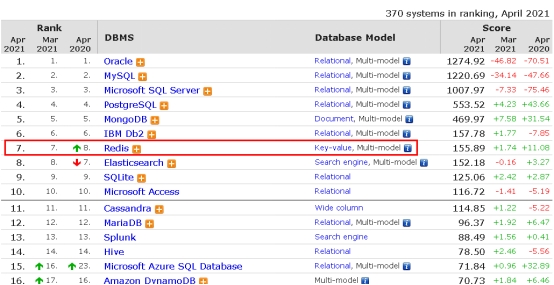 370 systems in ranking, April 2021
Rank DBMS Database Model Score
Apr 2021 Mar 2021 Apr 2020 Apr 2021 Mar 2021 Apr 2020
1. 1. 1. Oracle Relational, Multi-model 1274.92 -46.82 -70.51
2. 2. 2. MySQL Relational, Multi-model 1220.69 -34.14 -47.66
3. 3. 3. Microsoft SQL Server Relational, Multi-model 1007.97 -7.33 -75.46
4. 4. 4. PostgreSQL Relational, Multi-model 553.52 +4.23 +43.66
5. 5. 5. MongoDB Document, Multi-model 469.97 +7.58 +31.54
6. 6. 6. IBM Db2 Relational, Multi-model 157.78 +1.77 -7.85
7. 7. 8. Redis Key-value, Multi-model 155.89 +1.74 +11.08
8. 8. 7. Elasticsearch Search engine, Multi-model 152.18 -0.16 +3.27
9. 9. 9. SQLite Relational 125.06 +2.42 +2.87
10. 10. 10. Microsoft Access Relational 116.72 -1.41 -5.19
11. 11. 11. Cassandra Wide column 114.85 +1.22 -5.22
12. 12. 12. MariaDB Relational, Multi-model 96.37 +1.92 +6.47
13. 13. 13. Splunk Search engine 88.49 +1.56 +0.41
14. 14. 14. Hive Relational 78.50 +2.46 -5.56
15. 16. 23. Microsoft Azure SQL Database Relational, Multi-model 71.84 +0.96 +32.89
16. 17. 16. Amazon DynamoDB Multi-model 70.73 +1.84 +6.46